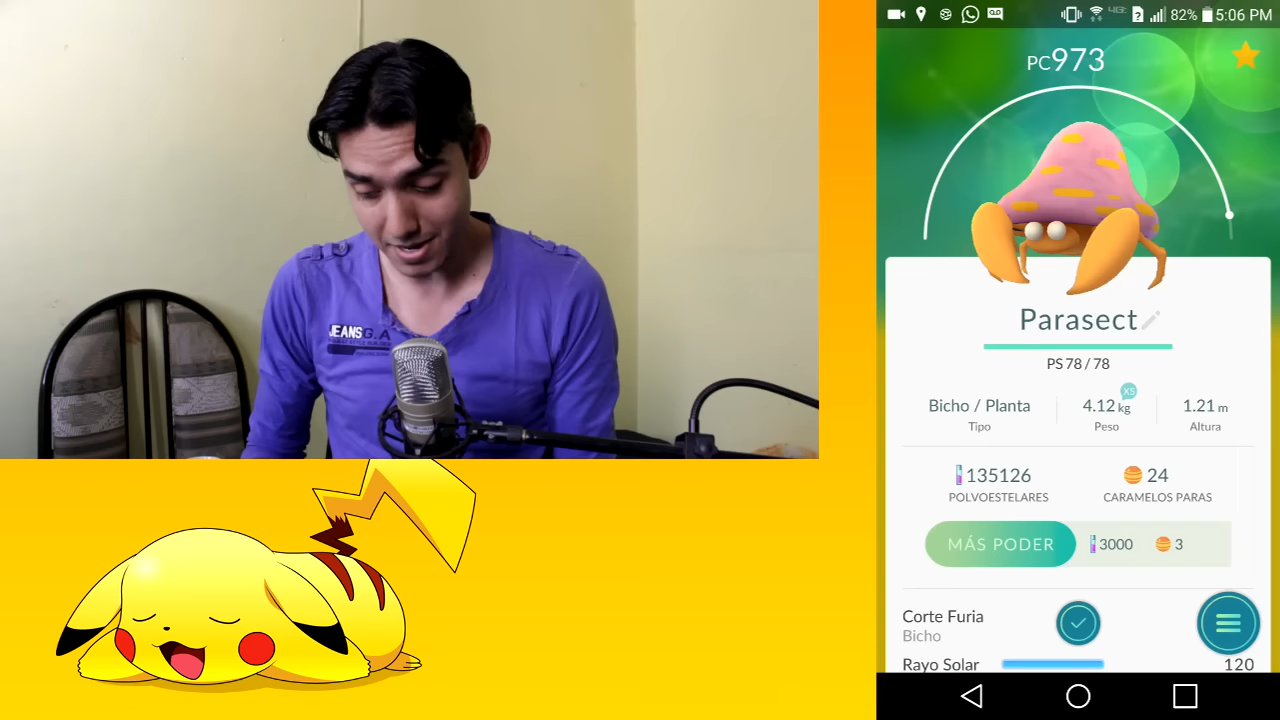 82% 5:06 PM
PC973
Parasect
PS 78 / 78
Bicho / Planta
Tipo
XS
4.12 kg
Peso
1.21 m
Altura
135126
POLVOESTELARES
24
CARAMELOS PARAS
MÁS PODER
3000
3
Corte Furia
Bicho
Rayo Solar
120
JEANS G.A